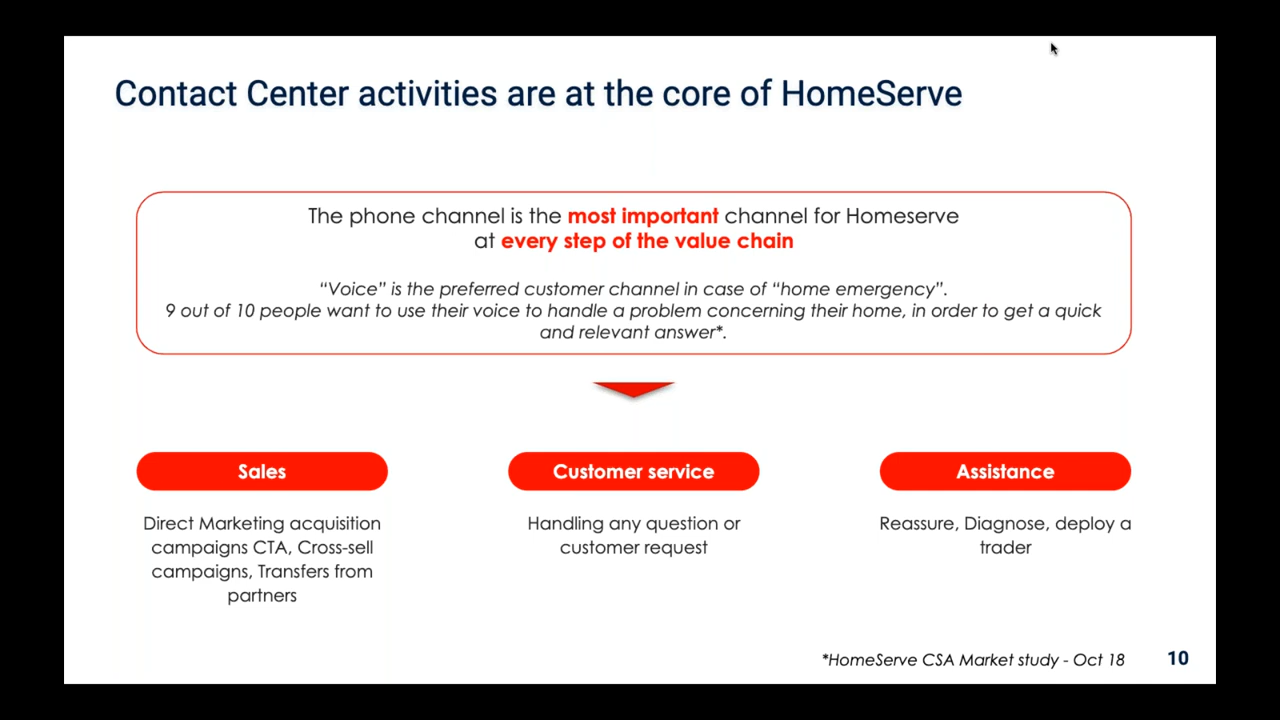 Contact Center activities are at the core of HomeServe
The phone channel is the most important channel for Homeserve
at every step of the value chain
“Voice” is the preferred customer channel in case of “home emergency”.
9 out of 10 people want to use their voice to handle a problem concerning their home, in order to get a quick
and relevant answer*.
Sales
Direct Marketing acquisition
campaigns CTA, Cross-sell
campaigns, Transfers from
partners
Customer service
Handling any question or
customer request
Assistance
Reassure, Diagnose, deploy a
trader
*HomeServe CSA Market study - Oct 18
10